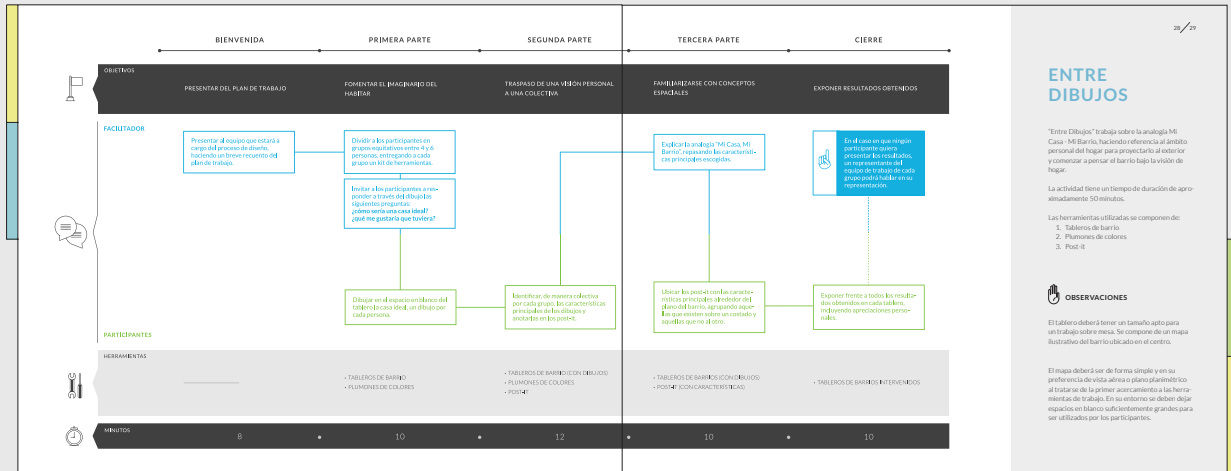 BIENVENIDA
PRIMERA PARTE
SEGUNDA PARTE
TERCERA PARTE
CIERRE
OBJETIVOS
PRESENTAR DEL PLAN DE TRABAJO
FOMENTAR EL IMAGINARIO DEL
HABITAR
TRASPASO DE UNA VISIÓN PERSONAL
A UNA COLECTIVA
FAMILIARIZARSE CON CONCEPTOS
ESPACIALES
EXPONER RESULTADOS OBTENIDOS
FACILITADOR
Presentar al equipo que estará a
cargo del proceso de diseño,
haciendo un breve recuento del
plan de trabajo.
Dividir a los participantes en
grupos equitativos entre 4 y 6
personas, entregando a cada
grupo un kit de herramientas.
Invitar a los participantes a res-
ponder a través del dibujo las
siguientes preguntas:
¿cómo sería una casa ideal?
¿qué me gustaría que tuviera?
Explicar la analogía "Mi Casa, Mi
Barrio", repasando las característi-
cas principales escogidas.
En el caso en que ningún
participante quiera
presentar los resultados,
un representante del
equipo de trabajo de cada
grupo podrá hablar en su
representación.
Dibujar en el espacio en blanco del
tablero la casa ideal, un dibujo por
cada persona.
Identificar, de manera colectiva
por cada grupo, las características
principales de los dibujos y
anotarlas en los post-it.
Ubicar los post-it con las caracte-
rísticas principales alrededor del
plano del barrio, agrupando aque-
llas que existen sobre un costado y
aquellas que no al otro.
Exponer frente a todos los resulta-
dos obtenidos en cada tablero,
incluyendo apreciaciones perso-
nales.
PARTICIPANTES
HERRAMIENTAS
- TABLEROS DE BARRIO
- PLUMONES DE COLORES
- TABLEROS DE BARRIO (CON DIBUJOS)
- PLUMONES DE COLORES
- POST-IT
- TABLEROS DE BARRIOS (CON DIBUJOS)
- POST-IT (CON CARACTERÍSTICAS)
- TABLEROS DE BARRIOS INTERVENIDOS
MINUTOS
8
10
12
10
10
28/29
ENTRE
DIBUJOS
"Entre Dibujos" trabaja sobre la analogía Mi
Casa - Mi Barrio, haciendo referencia al ámbito
personal del hogar para proyectarlo al exterior
y comenzar a pensar el barrio bajo la visión de
hogar.
La actividad tiene un tiempo de duración de apro-
ximadamente 50 minutos.
Las herramientas utilizadas se componen de:
1. Tableros de barrio
2. Plumones de colores
3. Post-it
OBSERVACIONES
El tablero deberá tener un tamaño apto para
un trabajo sobre mesa. Se compone de un mapa
ilustrativo del barrio ubicado en el centro.
El mapa deberá ser de forma simple y en su
preferencia de vista aérea o plano planimétrico
al tratarse de la primer acercamiento a las herra-
mientas de trabajo. En su entorno se deben dejar
espacios en blanco suficientemente grandes para
ser utilizados por los participantes.